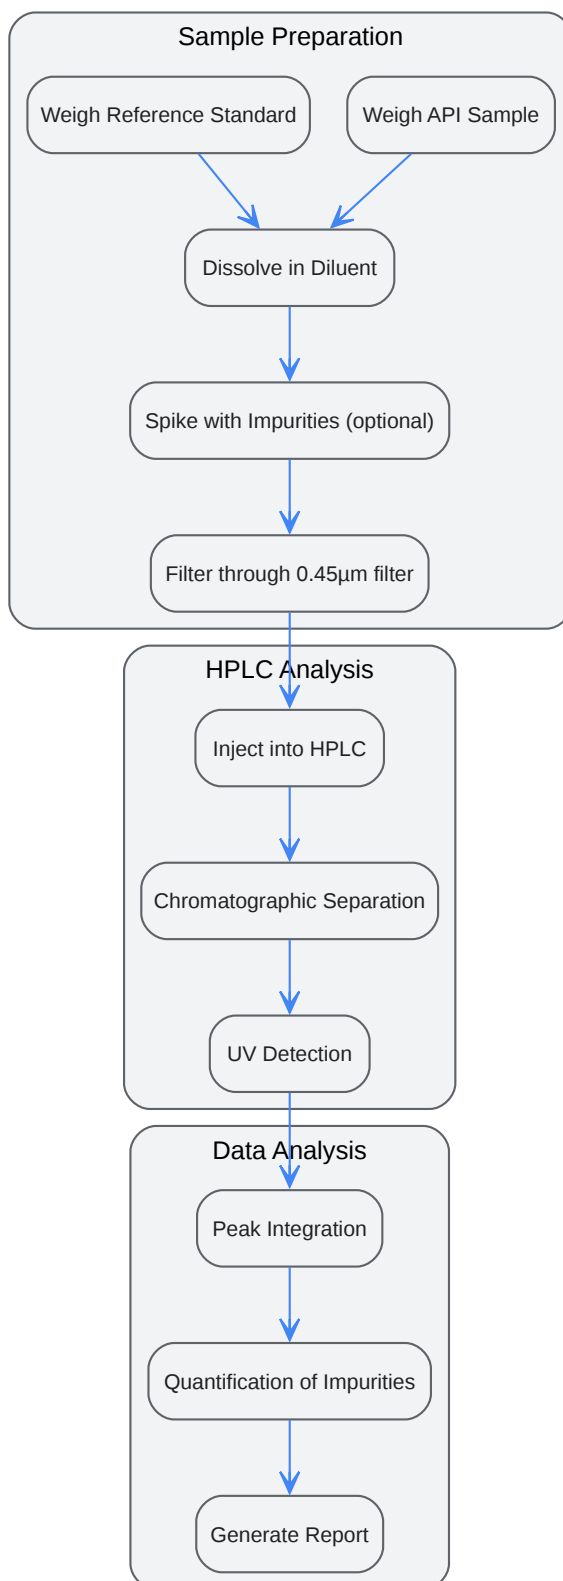 Sample Preparation
Weigh Reference Standard
Weigh API Sample
Dissolve in Diluent
Spike with Impurities (optional)
Filter through 0.45µm filter
HPLC Analysis
Inject into HPLC
Chromatographic Separation
UV Detection
Data Analysis
Peak Integration
Quantification of Impurities
Generate Report